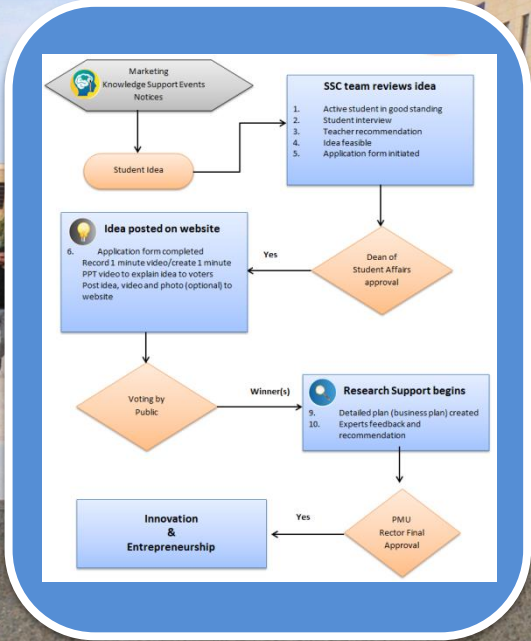 Marketing
Knowledge Support Events
Notices
Student Idea
SSC team reviews idea
1. Active student in good standing
2. Student interview
3. Teacher recommendation
4. Idea feasible
5. Application form initiated
Dean of
Student Affairs
approval
Yes
Idea posted on website
6. Application form completed
Record 1 minute video/create 1 minute
PPT video to explain idea to voters
Post idea, video and photo (optional) to
website
Voting by
Public
Winner(s)
Research Support begins
9. Detailed plan (business plan) created
10. Experts feedback and
recommendation
PMU
Rector Final
Approval
Yes
Innovation
&
Entrepreneurship